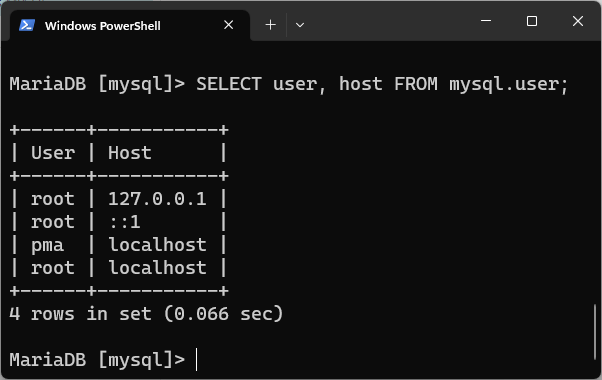 Windows PowerShell
MariaDB [mysql]> SELECT user, host FROM mysql.user;
+------+-----------+
| User | Host      |
+------+-----------+
| root | 127.0.0.1 |
| root | ::1       |
| pma  | localhost |
| root | localhost |
+------+-----------+
4 rows in set (0.066 sec)
MariaDB [mysql]>